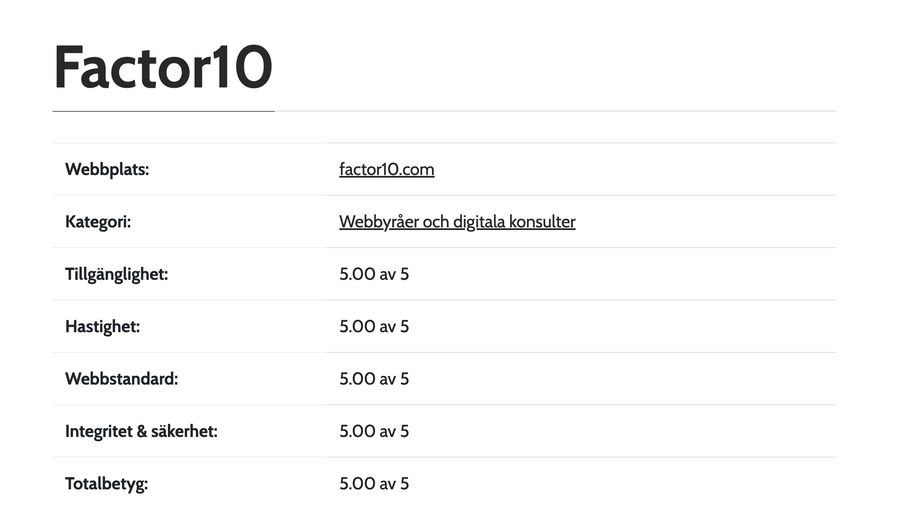 Factor10
Webbplats: factor10.com
Kategori: Webbyråer och digitala konsulter
Tillgänglighet: 5.00 av 5
Hastighet: 5.00 av 5
Webbstandard: 5.00 av 5
Integritet & säkerhet: 5.00 av 5
Totalbetyg: 5.00 av 5